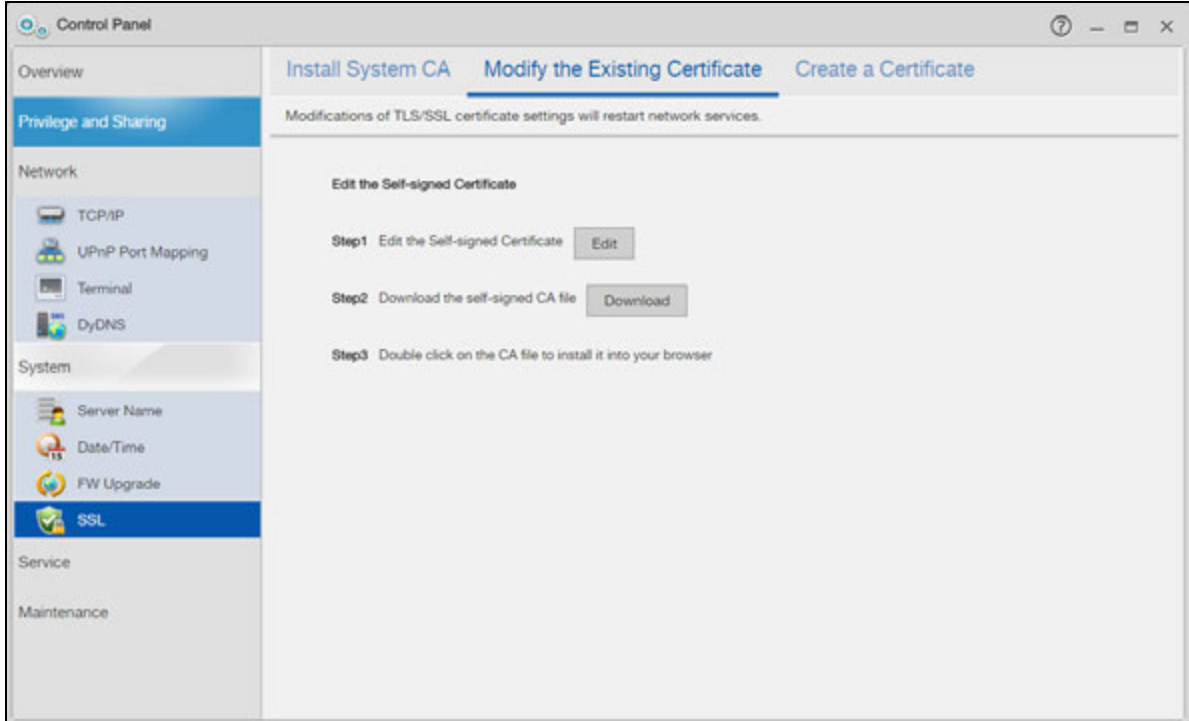 Control Panel
Overview
Privilege and Sharing
Network
TCP/IP
UPnP Port Mapping
Terminal
DyDNS
System
Server Name
Date/Time
FW Upgrade
SSL
Service
Maintenance
Install System CA Modify the Existing Certificate Create a Certificate
Modifications of TLS/SSL certificate settings will restart network services.
Edit the Self-signed Certificate
Step1 Edit the Self-signed Certificate Edit
Step2 Download the self-signed CA file Download
Step3 Double click on the CA file to install it into your browser